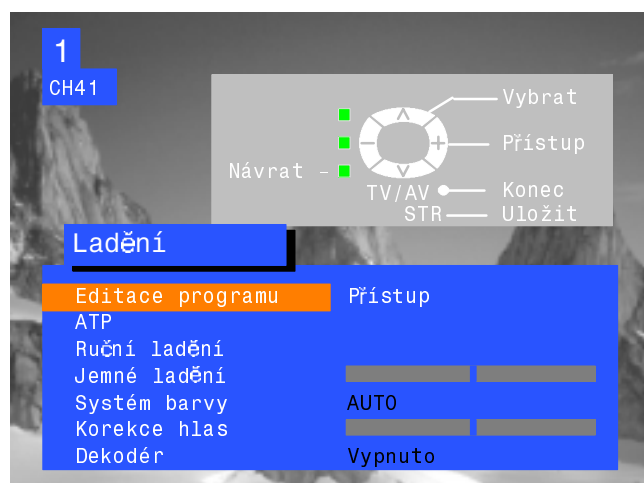 1
CH41
Vybrat
Přístup
Návrat –
TV/AV Konec
STR Uložit
Ladění
Editace programu Přístup
ATP
Ruční ladění
Jemné ladění
Systém barvy AUTO
Korekce hlas
Dekodér Vypnuto